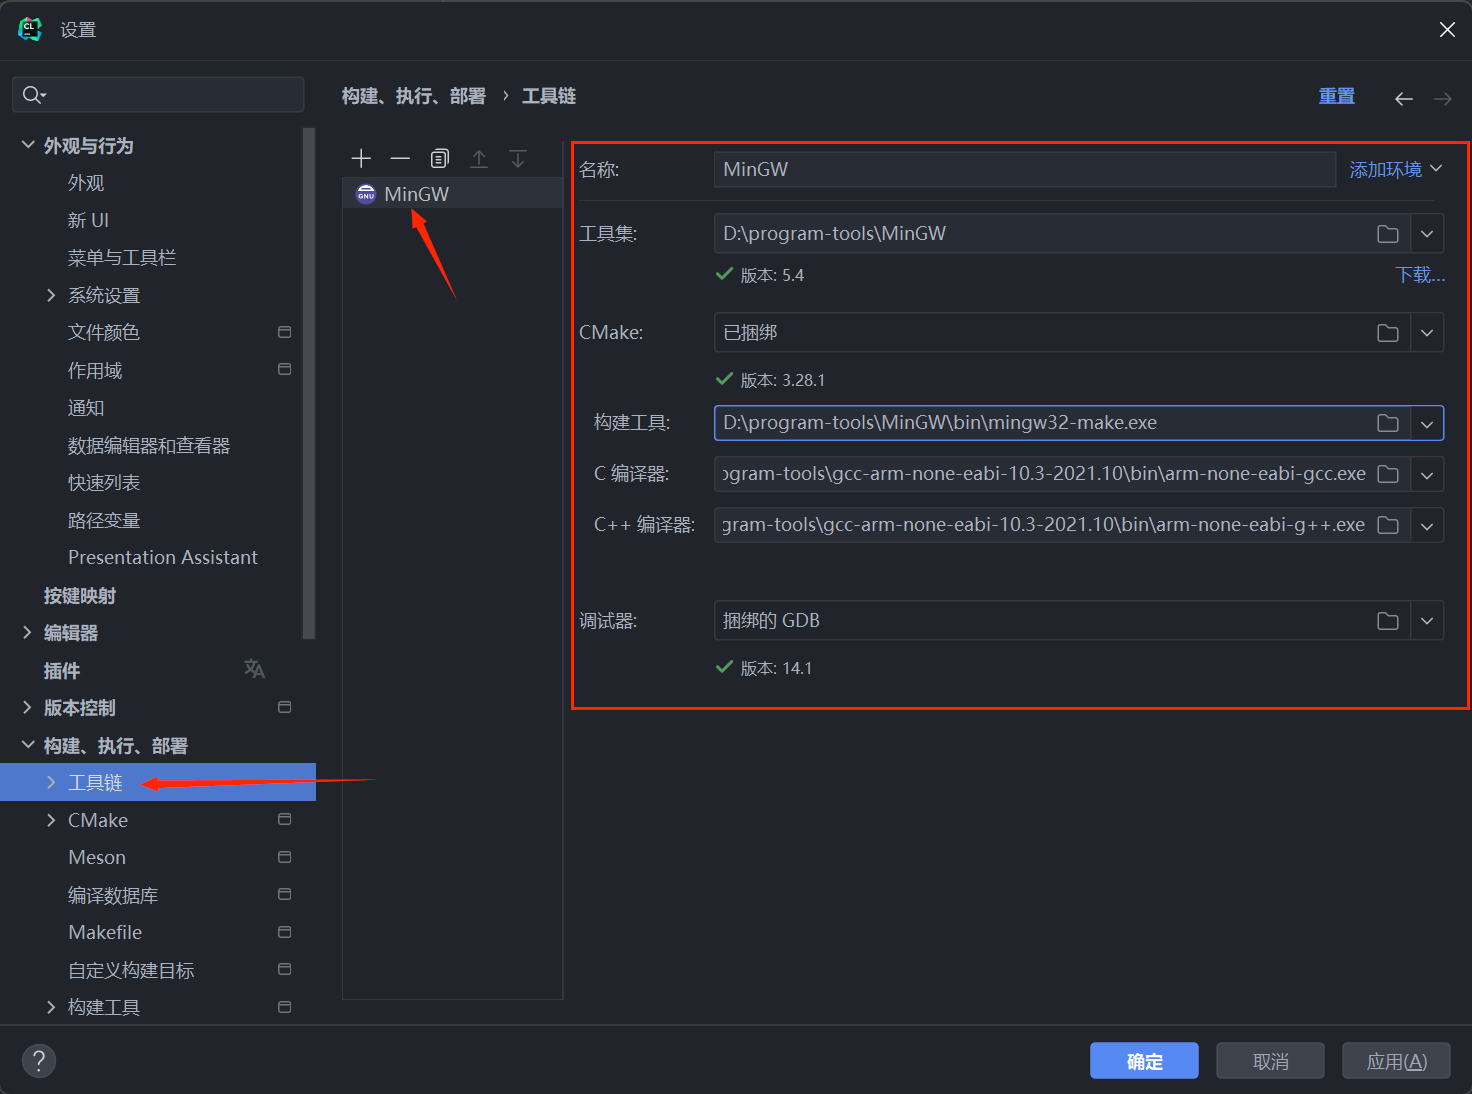 设置
构建、执行、部署 › 工具链
重置
外观与行为
外观
新 UI
菜单与工具栏
系统设置
文件颜色
作用域
通知
数据编辑器和查看器
快速列表
路径变量
Presentation Assistant
按键映射
编辑器
插件
版本控制
构建、执行、部署
工具链
CMake
Meson
编译数据库
Makefile
自定义构建目标
构建工具
MinGW
名称: MinGW 添加环境
工具集: D:\program-tools\MinGW
版本: 5.4 下载...
CMake: 已捆绑
版本: 3.28.1
构建工具: D:\program-tools\MinGW\bin\mingw32-make.exe
C 编译器: ogram-tools\gcc-arm-none-eabi-10.3-2021.10\bin\arm-none-eabi-gcc.exe
C++ 编译器: gram-tools\gcc-arm-none-eabi-10.3-2021.10\bin\arm-none-eabi-g++.exe
调试器: 捆绑的 GDB
版本: 14.1
?
确定 取消 应用(A)